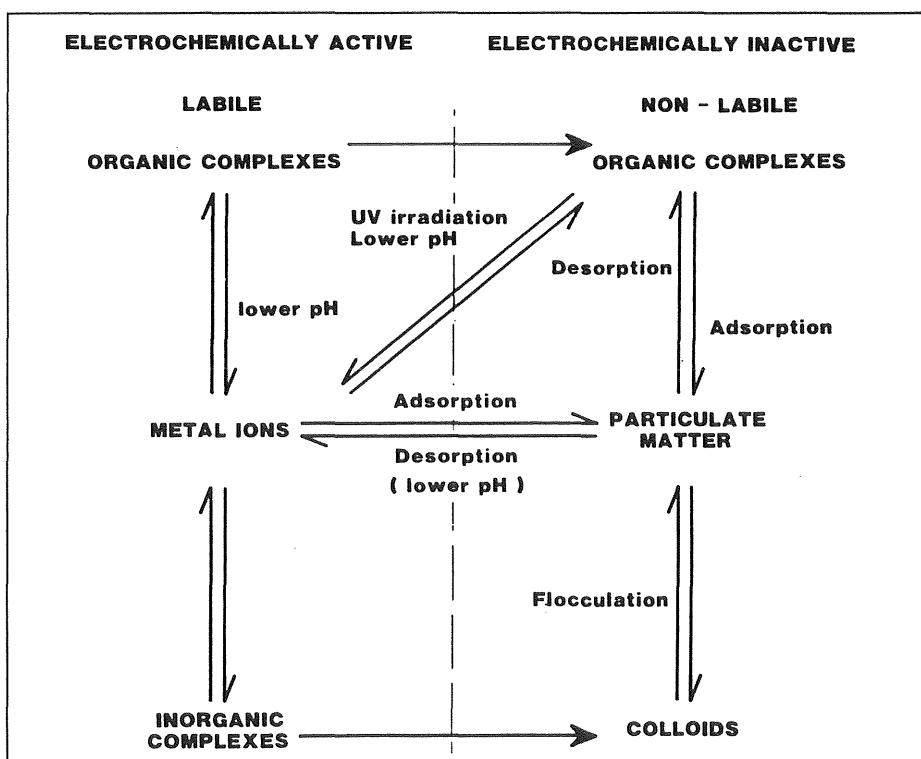 ELECTROCHEMICALLY ACTIVE
ELECTROCHEMICALLY INACTIVE
LABILE
NON - LABILE
ORGANIC COMPLEXES
ORGANIC COMPLEXES
UV irradiation
Lower pH
Desorption
lower pH
Adsorption
Adsorption
METAL IONS
PARTICULATE
MATTER
Desorption
( lower pH )
Flocculation
INORGANIC
COMPLEXES
COLLOIDS